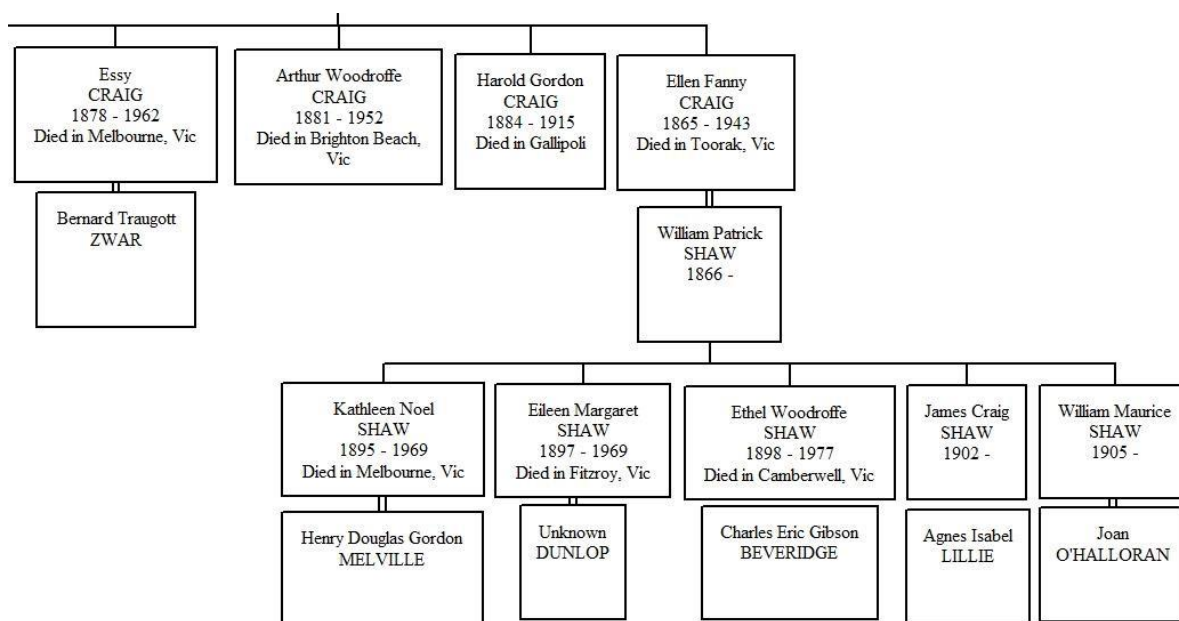 Essy
CRAIG
1878 - 1962
Died in Melbourne, Vic
Arthur Woodroffe
CRAIG
1881 - 1952
Died in Brighton Beach,
Vic
Harold Gordon
CRAIG
1884 - 1915
Died in Gallipoli
Ellen Fanny
CRAIG
1865 - 1943
Died in Toorak, Vic
Bernard Traugott
ZWAR
William Patrick
SHAW
1866 -
Kathleen Noel
SHAW
1895 - 1969
Died in Melbourne, Vic
Eileen Margaret
SHAW
1897 - 1969
Died in Fitzroy, Vic
Ethel Woodroffe
SHAW
1898 - 1977
Died in Camberwell, Vic
James Craig
SHAW
1902 -
William Maurice
SHAW
1905 -
Henry Douglas Gordon
MELVILLE
Unknown
DUNLOP
Charles Eric Gibson
BEVERIDGE
Agnes Isabel
LILLIE
Joan
O'HALLORAN